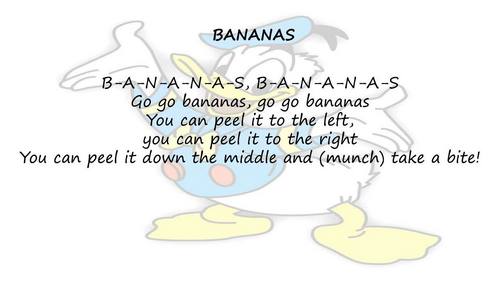 BANANAS
B-A-N-A-N-A-S, B-A-N-A-N-A-S
Go go bananas, go go bananas
You can peel it to the left,
you can peel it to the right
You can peel it down the middle and (munch) take a bite!